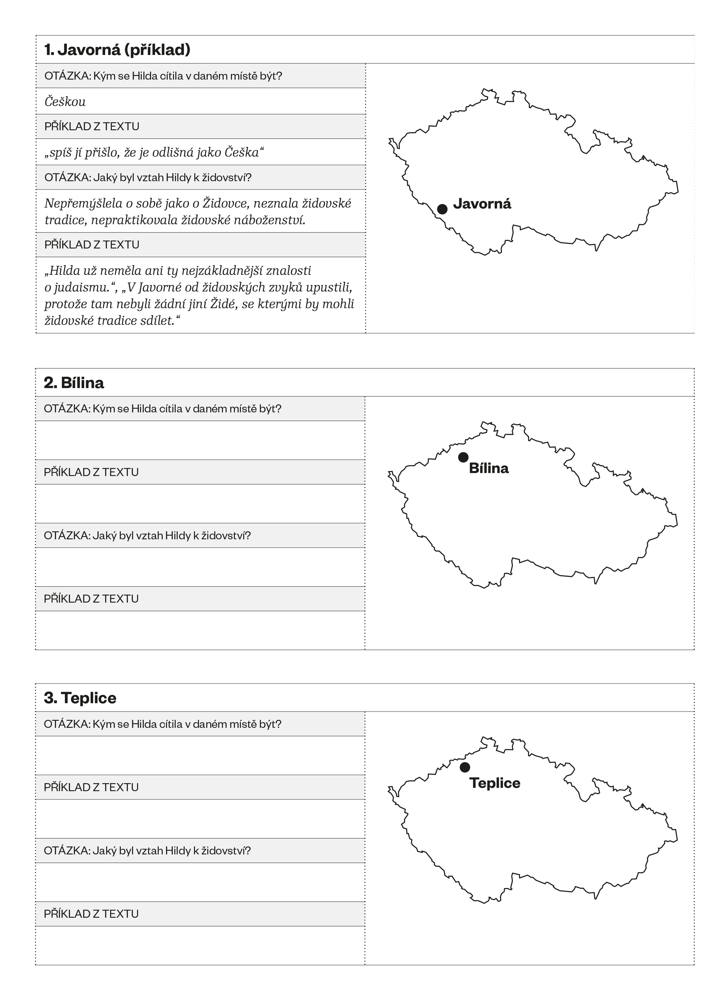 1. Javorná (příklad)
OTÁZKA: Kým se Hilda cítila v daném místě být?
Češkou
PŘÍKLAD Z TEXTU
„spíš jí přišlo, že je odlišná jako Češka“
OTÁZKA: Jaký byl vztah Hildy k židovství?
Nepřemýšlela o sobě jako o Židovce, neznala židovské
tradice, nepraktikovala židovské náboženství.
PŘÍKLAD Z TEXTU
„Hilda už neměla ani ty nejzákladnější znalosti
o judaismu.“, „V Javorné od židovských zvyků upustili,
protože tam nebyli žádní jiní Židé, se kterými by mohli
židovské tradice sdílet.“
Javorná
2. Bílina
OTÁZKA: Kým se Hilda cítila v daném místě být?
PŘÍKLAD Z TEXTU
OTÁZKA: Jaký byl vztah Hildy k židovství?
PŘÍKLAD Z TEXTU
Bílina
3. Teplice
OTÁZKA: Kým se Hilda cítila v daném místě být?
PŘÍKLAD Z TEXTU
OTÁZKA: Jaký byl vztah Hildy k židovství?
PŘÍKLAD Z TEXTU
Teplice